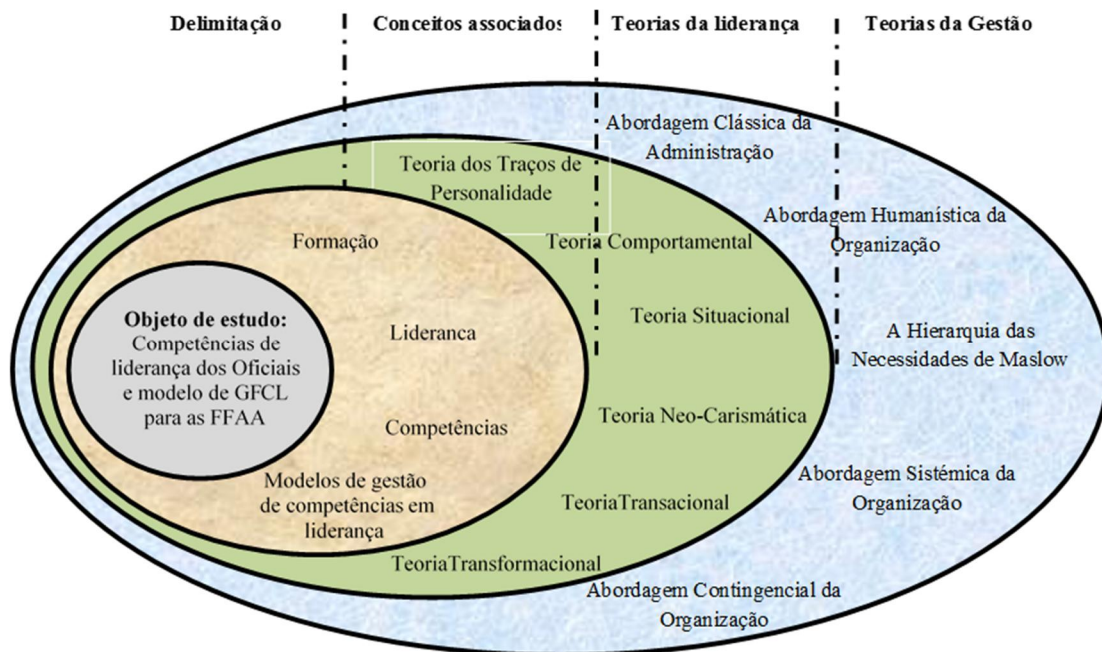 Delimitação
Conceitos associados
Teorias da liderança
Teorias da Gestão
Abordagem Clássica da
Administração
Teoria dos Traços de
Personalidade
Abordagem Humanística da
Organização
Formação
Teoria Comportamental
Objeto de estudo:
Competências de
liderança dos Oficiais
e modelo de GFCL
para as FFAA
Lideranca
Teoria Situacional
A Hierarquia das
Necessidades de Maslow
Competências
Teoria Neo-Carismática
Modelos de gestão
de competências em
liderança
TeoriaTransacional
Abordagem Sistémica da
Organização
TeoriaTransformacional
Abordagem Contingencial da
Organização